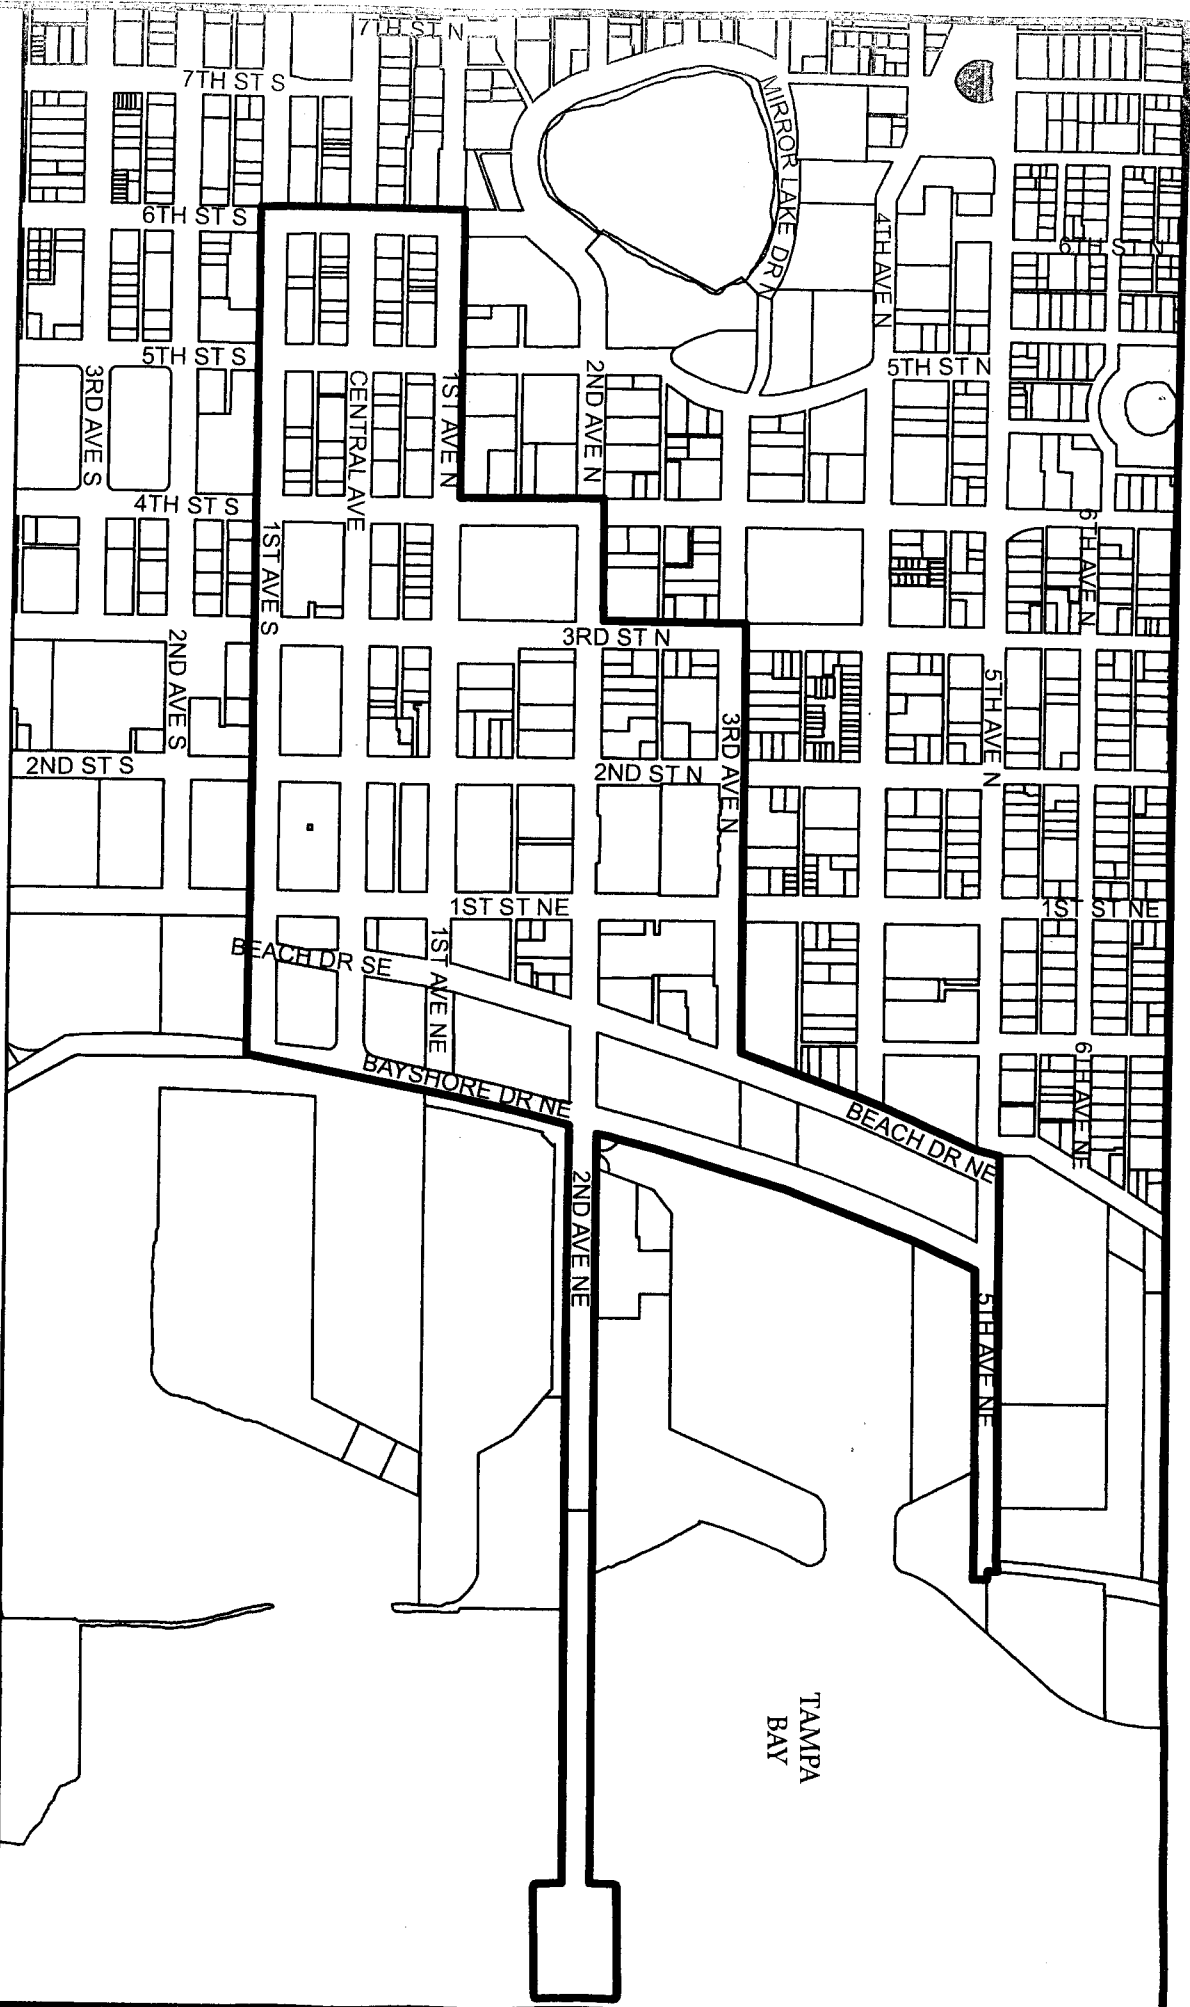 7TH ST N
7TH ST S
MIRROR LAKE DR N
6TH ST S
4TH AVE N
6TH ST N
5TH ST S
5TH ST N
3RD AVE S
CENTRAL AVE
1ST AVE N
2ND AVE N
4TH ST S
6TH AVE N
1ST AVE S
3RD ST N
2ND AVE S
5TH AVE N
3RD AVE N
2ND ST S
2ND ST N
1ST ST NE
1ST ST NE
BEACH DR SE
1ST AVE NE
6TH AVE NE
BAYSHORE DR NE
BEACH DR NE
2ND AVE NE
5TH AVE NE
TAMPA
BAY